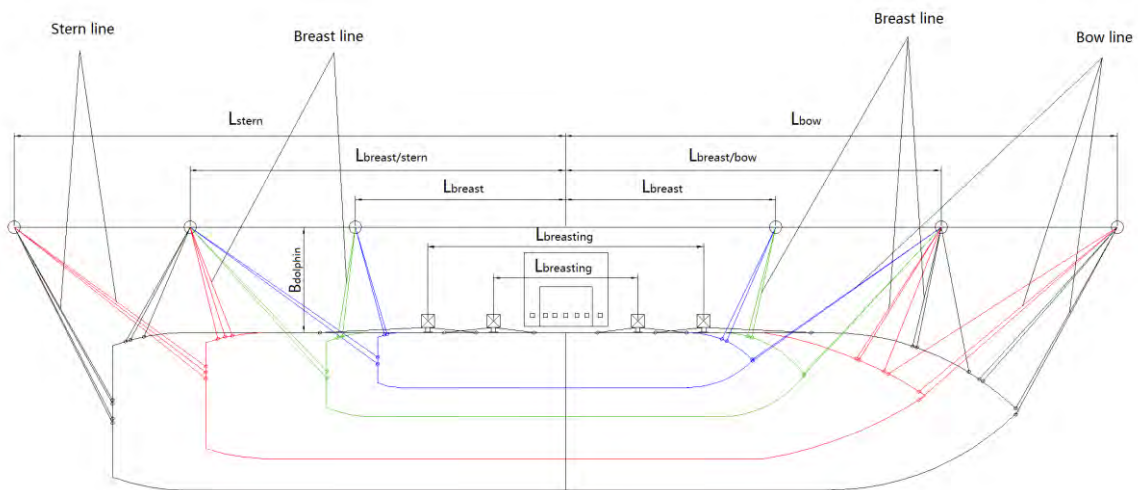 Stern line
Breast line
Breast line
Bow line
Lstern
Lbow
Lbreast/stern
Lbreast/bow
Lbreast
Lbreast
Lbreasting
Bdolphin
Lbreasting